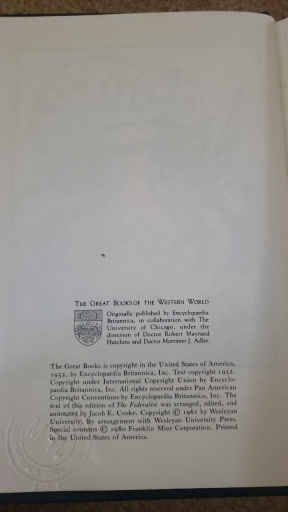 THE GREAT BOOKS OF THE WESTERN WORLD
Originally published by Encyclopaedia
Britannica, in collaboration with The
University of Chicago, under the
direction of Doctor Robert Maynard
Hutchins and Doctor Mortimer J. Adler.
The Great Books is copyright in the United States of America,
1952, by Encyclopaedia Britannica, Inc. Text copyright 1952.
Copyright under International Copyright Union by Encyclo-
paedia Britannica, Inc. All rights reserved under Pan American
Copyright Conventions by Encyclopaedia Britannica, Inc. The
text of this edition of The Federalist was arranged, edited, and
annotated by Jacob E. Cooke. Copyright © 1961 by Wesleyan
University. By arrangement with Wesleyan University Press.
Special contents © 1980 Franklin Mint Corporation. Printed
in the United States of America.